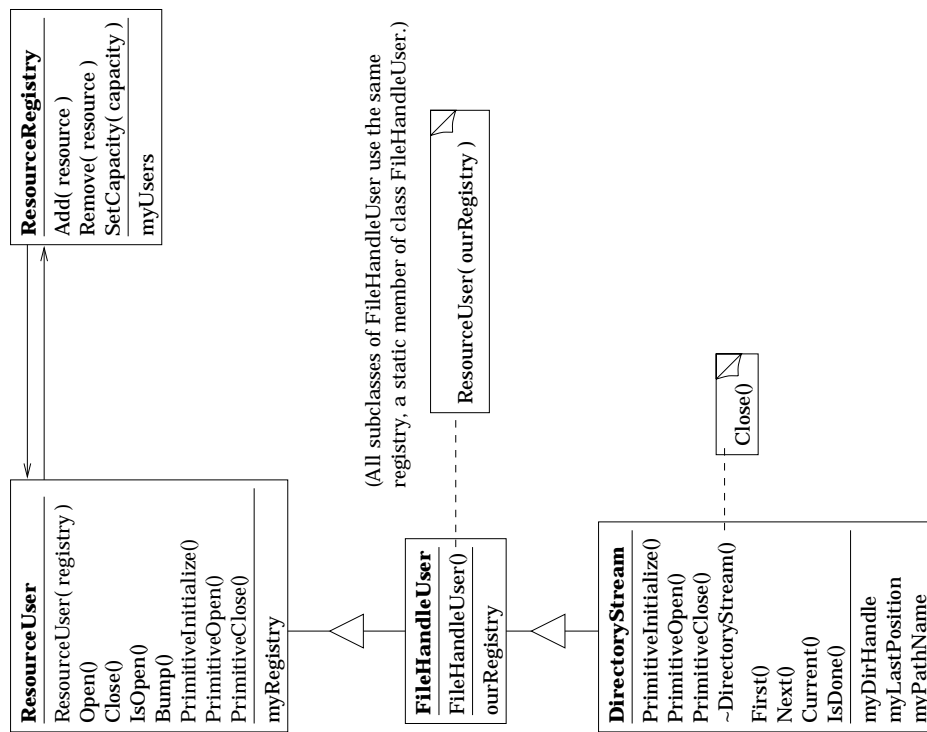 ResourceUser
ResourceUser( registry )
Open()
Close()
IsOpen()
Bump()
PrimitiveInitialize()
PrimitiveOpen()
PrimitiveClose()
myRegistry
ResourceRegistry
Add( resource )
Remove( resource )
SetCapacity( capacity )
myUsers
(All subclasses of FileHandleUser use the same
registry, a static member of class FileHandleUser.)
FileHandleUser
FileHandleUser()
ourRegistry
ResourceUser( ourRegistry )
DirectoryStream
PrimitiveInitialize()
PrimitiveOpen()
PrimitiveClose()
~DirectoryStream()
First()
Next()
Current()
IsDone()
myDirHandle
myLastPosition
myPathName
Close()